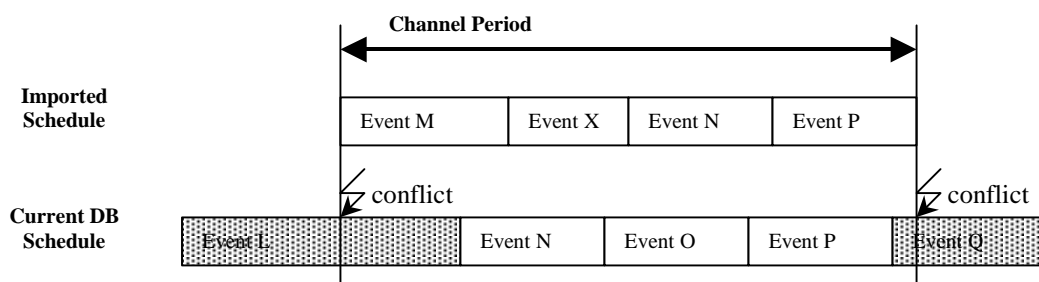 Channel Period
Imported
Schedule
Event M Event X Event N Event P
conflict conflict
Current DB
Schedule
Event L Event N Event O Event P Event Q